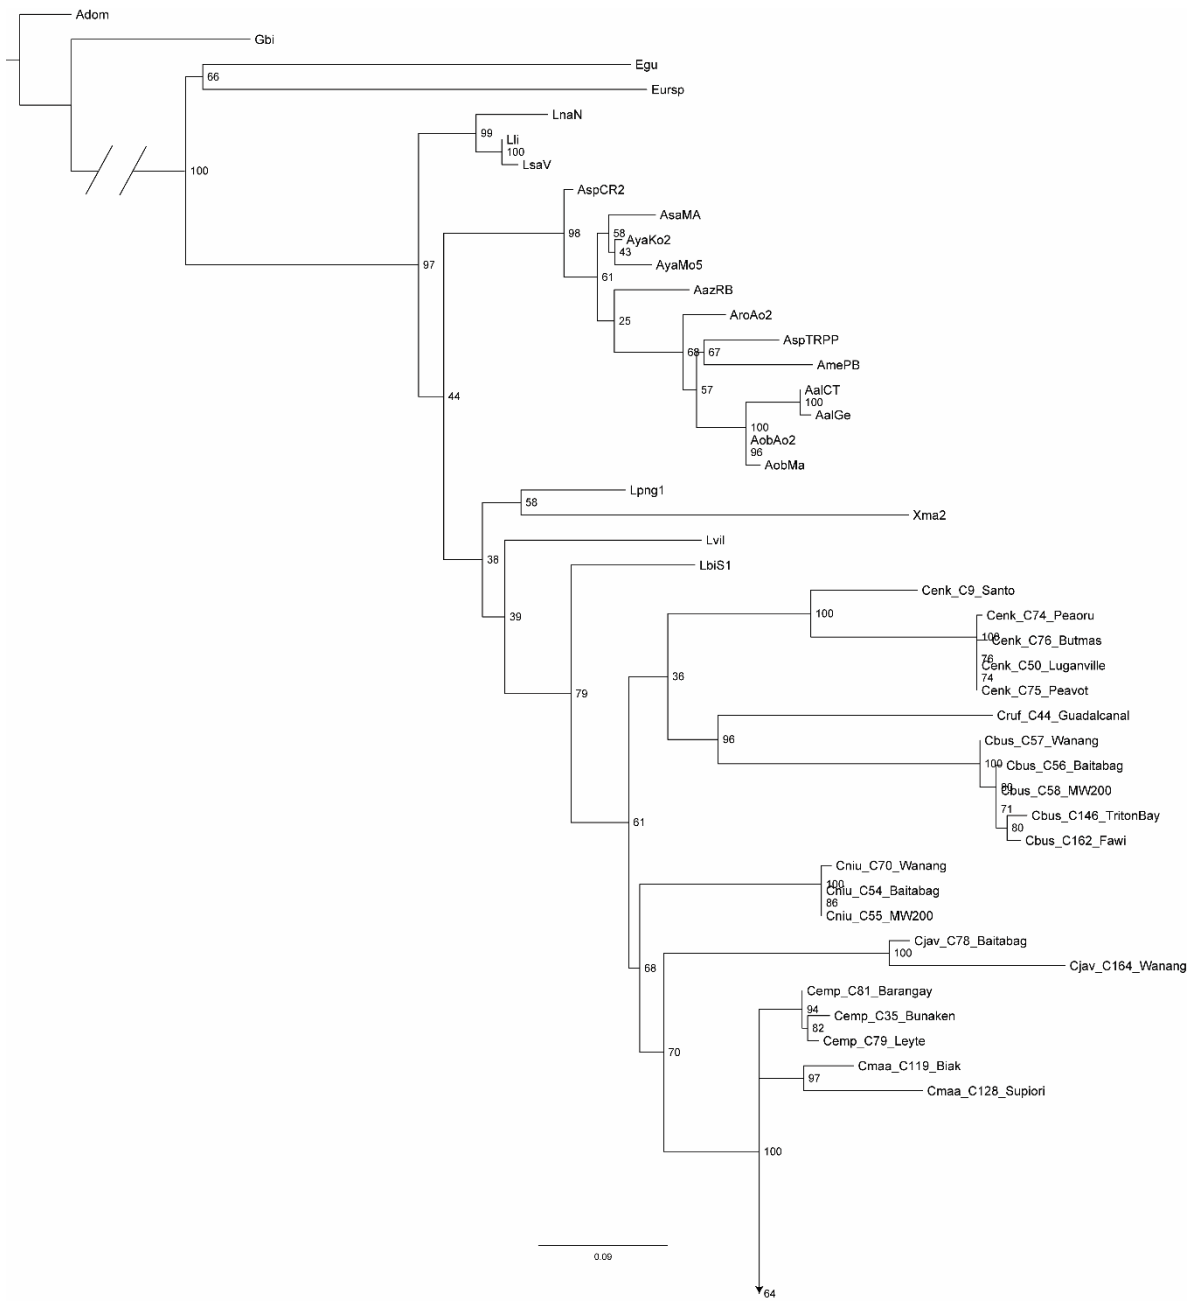 Adom
Gbi
Egu
66
Eursp
LnaN
99
Lli
100
LsaV
100
AspCR2
AsaMA
98
58
AyaKo2
43
97
AyaMo5
61
AazRB
AroAo2
25
AspTRPP
68
67
AmePB
57
AalCT
44
100
AalGe
100
AobAo2
96
AobMa
Lpng1
58
Xma2
Lvil
38
LbiS1
Cenk_C9_Santo
39
100
Cenk_C74_Peaoru
100
Cenk_C76_Butmas
76
Cenk_C50_Luganville
36
74
79
Cenk_C75_Peavot
Cruf_C44_Guadalcanal
96
Cbus_C57_Wanang
100
Cbus_C56_Baitabag
Cbus_C58_MW200
71
Cbus_C146_TritonBay
61
80
Cbus_C162_Fawi
Cniu_C70_Wanang
100
Cniu_C54_Baitabag
86
Cniu_C55_MW200
Cjav_C78_Baitabag
100
68
Cjav_C164_Wanang
Cemp_C81_Barangay
94
Cemp_C35_Bunaken
82
Cemp_C79_Leyte
70
Cmaa_C119_Biak
97
Cmaa_C128_Supiori
100
0.09
64